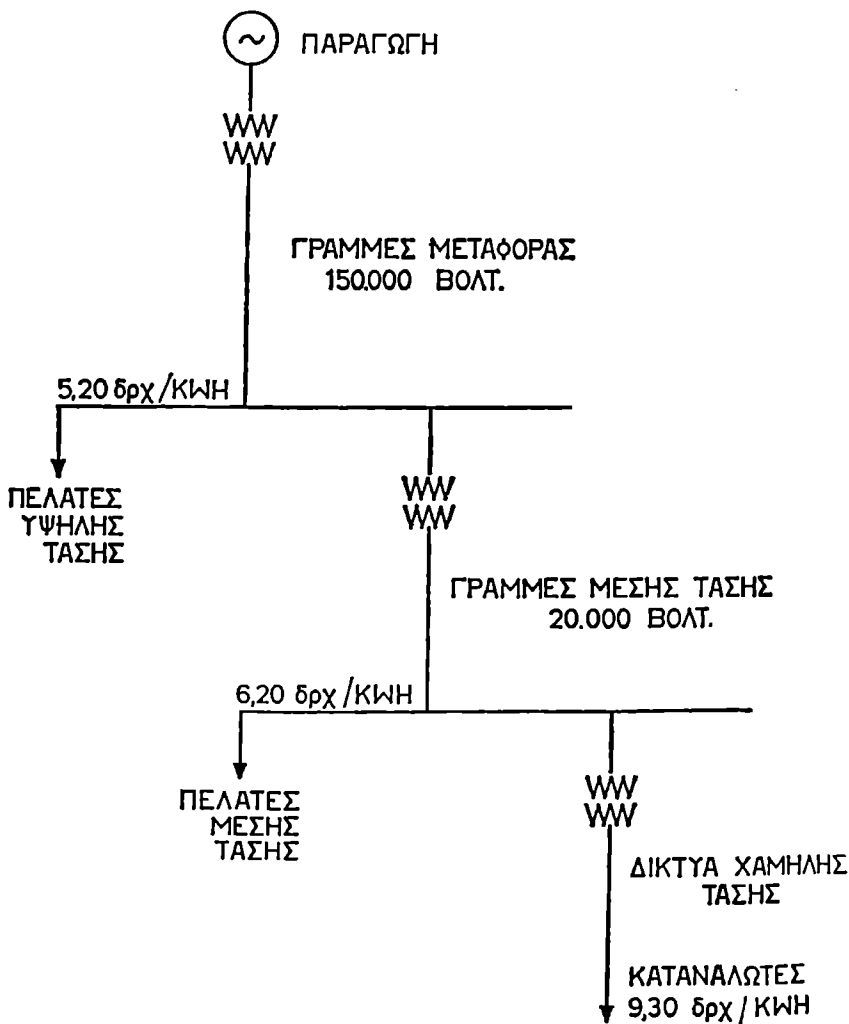 ΠΑΡΑΓΩΓΗ
ΓΡΑΜΜΕΣ ΜΕΤΑΦΟΡΑΣ
150.000 ΒΟΛΤ.
5,20 δρχ/ΚWΗ
ΠΕΛΑΤΕΣ
ΥΨΗΛΗΣ
ΤΑΣΗΣ
ΓΡΑΜΜΕΣ ΜΕΣΗΣ ΤΑΣΗΣ
20.000 ΒΟΛΤ.
6,20 δρχ/ΚWΗ
ΠΕΛΑΤΕΣ
ΜΕΣΗΣ
ΤΑΣΗΣ
ΔΙΚΤΥΑ ΧΑΜΗΛΗΣ
ΤΑΣΗΣ
ΚΑΤΑΝΑΛΩΤΕΣ
9,30 δρχ/ΚWΗ